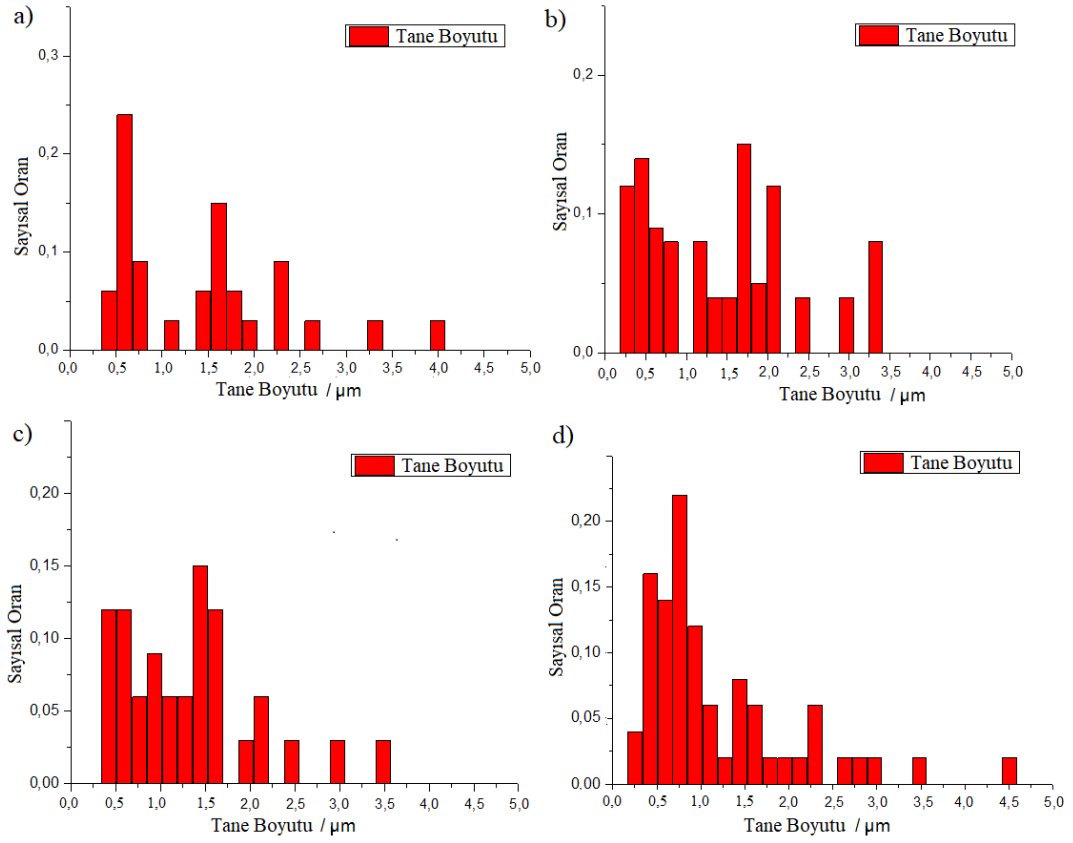 a)
Tane Boyutu
0,3
0,2
0,1
0,0
Sayısal Oran
0,0 0,5 1,0 1,5 2,0 2,5 3,0 3,5 4,0 4,5 5,0
Tane Boyutu / µm
b)
Tane Boyutu
0,2
0,1
0,0
Sayısal Oran
0,0 0,5 1,0 1,5 2,0 2,5 3,0 3,5 4,0 4,5 5,0
Tane Boyutu / µm
c)
Tane Boyutu
0,20
0,15
0,10
0,05
0,00
Sayısal Oran
0,0 0,5 1,0 1,5 2,0 2,5 3,0 3,5 4,0 4,5 5,0
Tane Boyutu / µm
d)
Tane Boyutu
0,20
0,15
0,10
0,05
0,00
Sayısal Oran
0,0 0,5 1,0 1,5 2,0 2,5 3,0 3,5 4,0 4,5 5,0
Tane Boyutu / µm